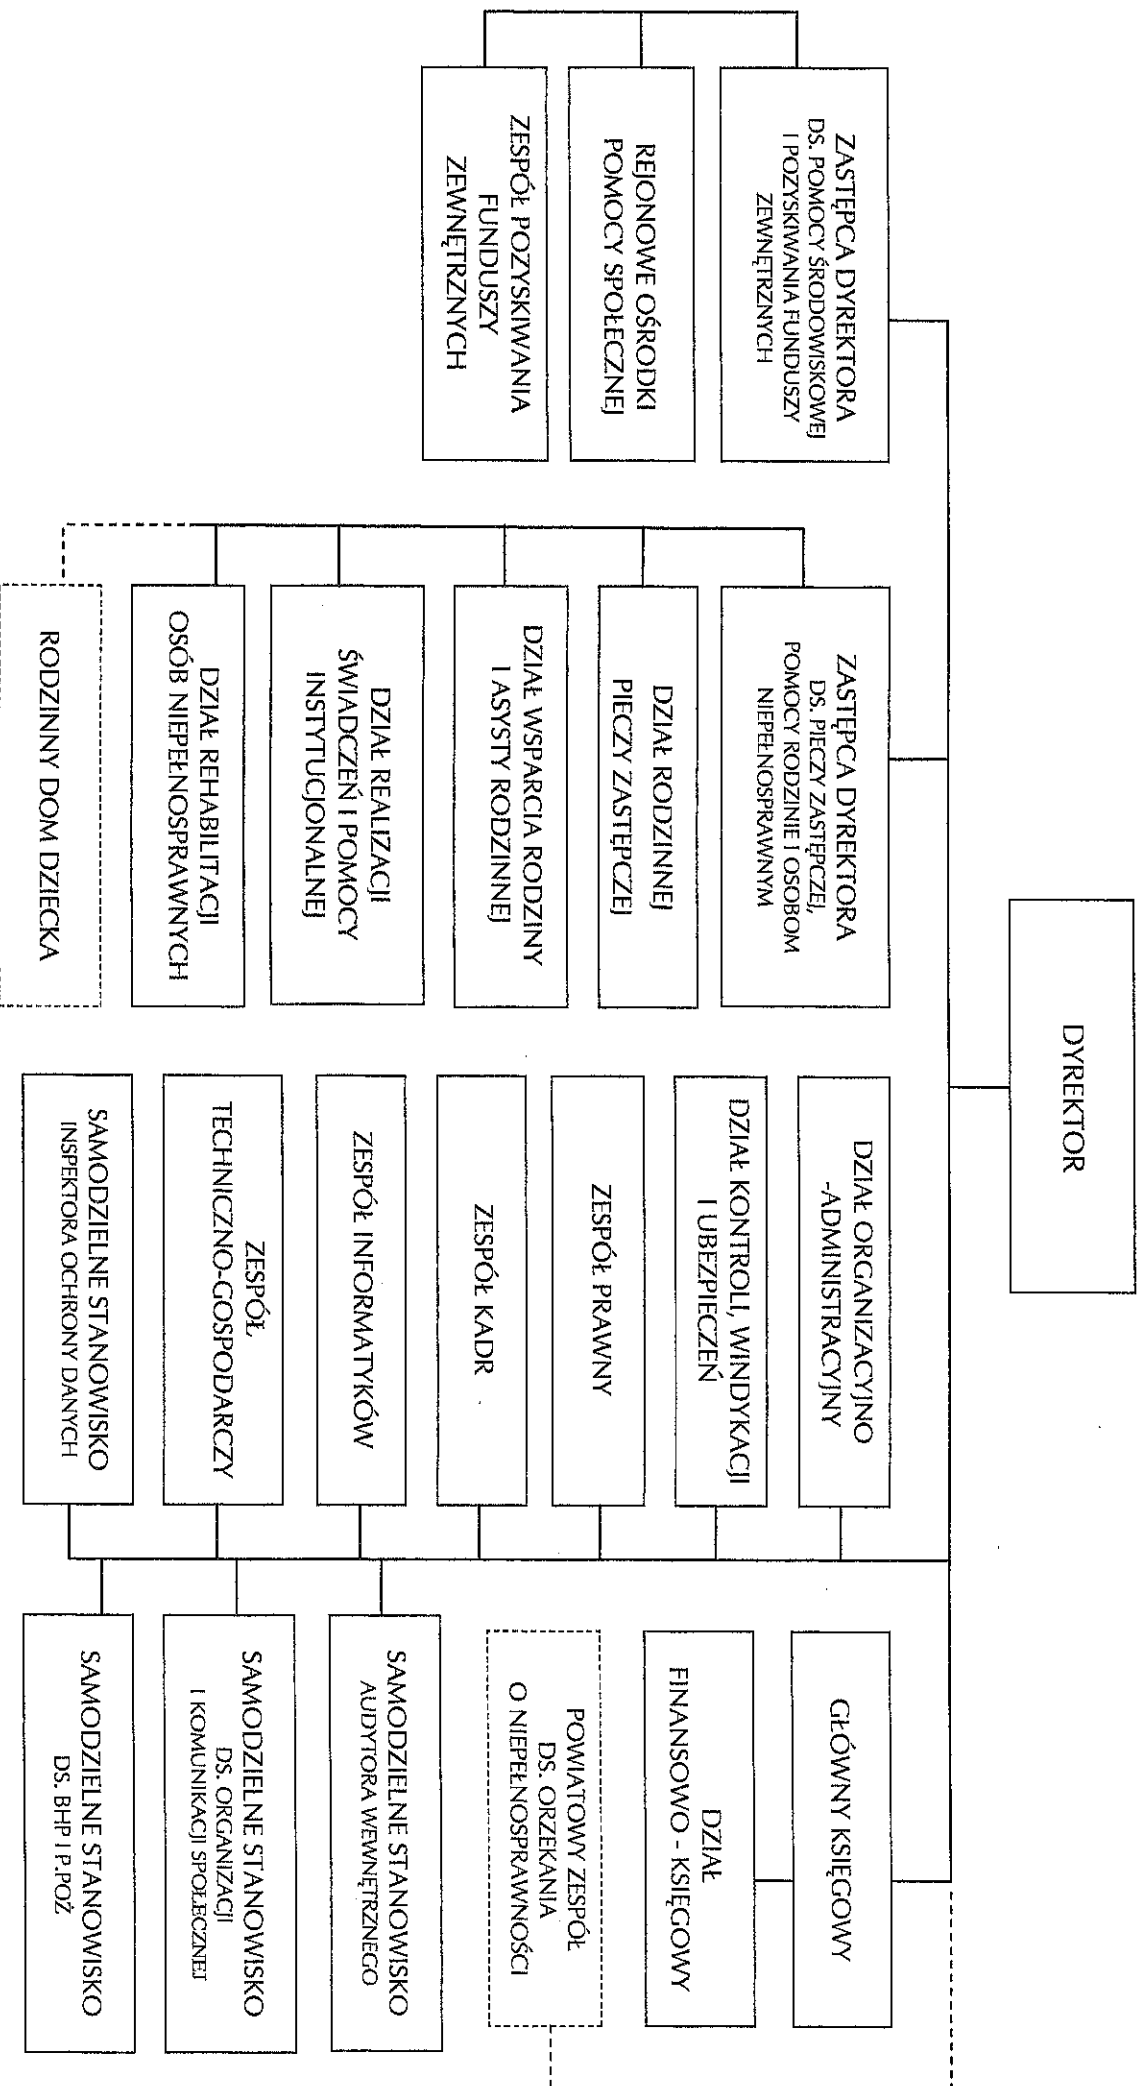 DYREKTOR
ZASTĘPCA DYREKTORA
DS. POMOCY ŚRODOWISKOWEJ
I POZYSKIWANIA FUNDUSZY
ZEWNĘTRZNYCH
REJONOWE OŚRODKI
POMOCY SPOŁECZNEJ
ZESPÓŁ POZYSKIWANIA
FUNDUSZY
ZEWNĘTRZNYCH
ZASTĘPCA DYREKTORA
DS. PIECZY ZASTĘPCZEJ,
POMOCY RODZINIE I OSOBOM
NIEPEŁNOSPRAWNYM
DZIAŁ RODZINNEJ
PIECZY ZASTĘPCZEJ
DZIAŁ WSPARCIA RODZINY
I ASYSTY RODZINNEJ
DZIAŁ REALIZACJI
ŚWIADCZEŃ I POMOCY
INSTYTUCJONALNEJ
DZIAŁ REHABILITACJI
OSÓB NIEPEŁNOSPRAWNYCH
RODZINNY DOM DZIECKA
DZIAŁ ORGANIZACYJNO
-ADMINISTRACYJNY
DZIAŁ KONTROLI, WINDYKACJI
I UBEZPIECZEŃ
ZESPÓŁ PRAWNY
ZESPÓŁ KADR
ZESPÓŁ INFORMATYKÓW
ZESPÓŁ
TECHNICZNO-GOSPODARCZY
SAMODZIELNE STANOWISKO
INSPEKTORA OCHRONY DANYCH
GŁÓWNY KSIĘGOWY
DZIAŁ
FINANSOWO - KSIĘGOWY
POWIATOWY ZESPÓŁ
DS. ORZEKANIA
O NIEPEŁNOSPRAWNOŚCI
SAMODZIELNE STANOWISKO
AUDYTORA WEWNĘTRZNEGO
SAMODZIELNE STANOWISKO
DS. ORGANIZACJI
I KOMUNIKACJI SPOŁECZNEJ
SAMODZIELNE STANOWISKO
DS. BHP I P.POŻ